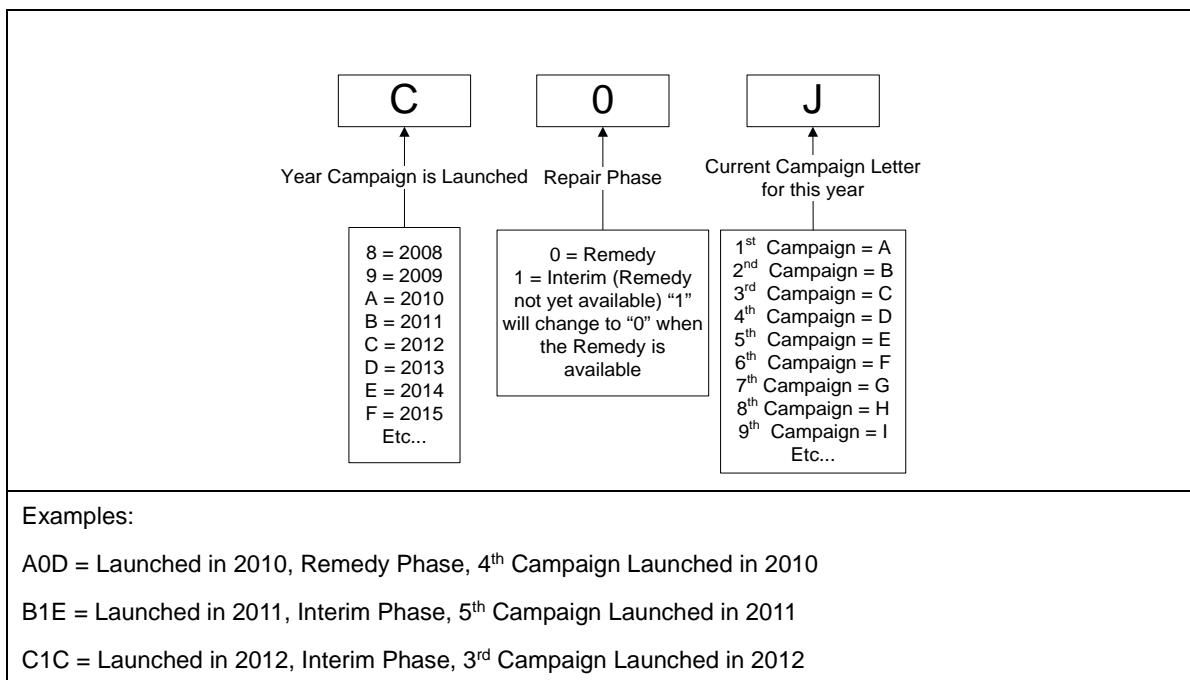 C
0
J
Year Campaign is Launched
Repair Phase
Current Campaign Letter
for this year
8 = 2008
9 = 2009
A = 2010
B = 2011
C = 2012
D = 2013
E = 2014
F = 2015
Etc...
0 = Remedy
1 = Interim (Remedy
not yet available) “1”
will change to “0” when
the Remedy is
available
1st Campaign = A
2nd Campaign = B
3rd Campaign = C
4th Campaign = D
5th Campaign = E
6th Campaign = F
7th Campaign = G
8th Campaign = H
9th Campaign = I
Etc...
Examples:
A0D = Launched in 2010, Remedy Phase, 4th Campaign Launched in 2010
B1E = Launched in 2011, Interim Phase, 5th Campaign Launched in 2011
C1C = Launched in 2012, Interim Phase, 3rd Campaign Launched in 2012